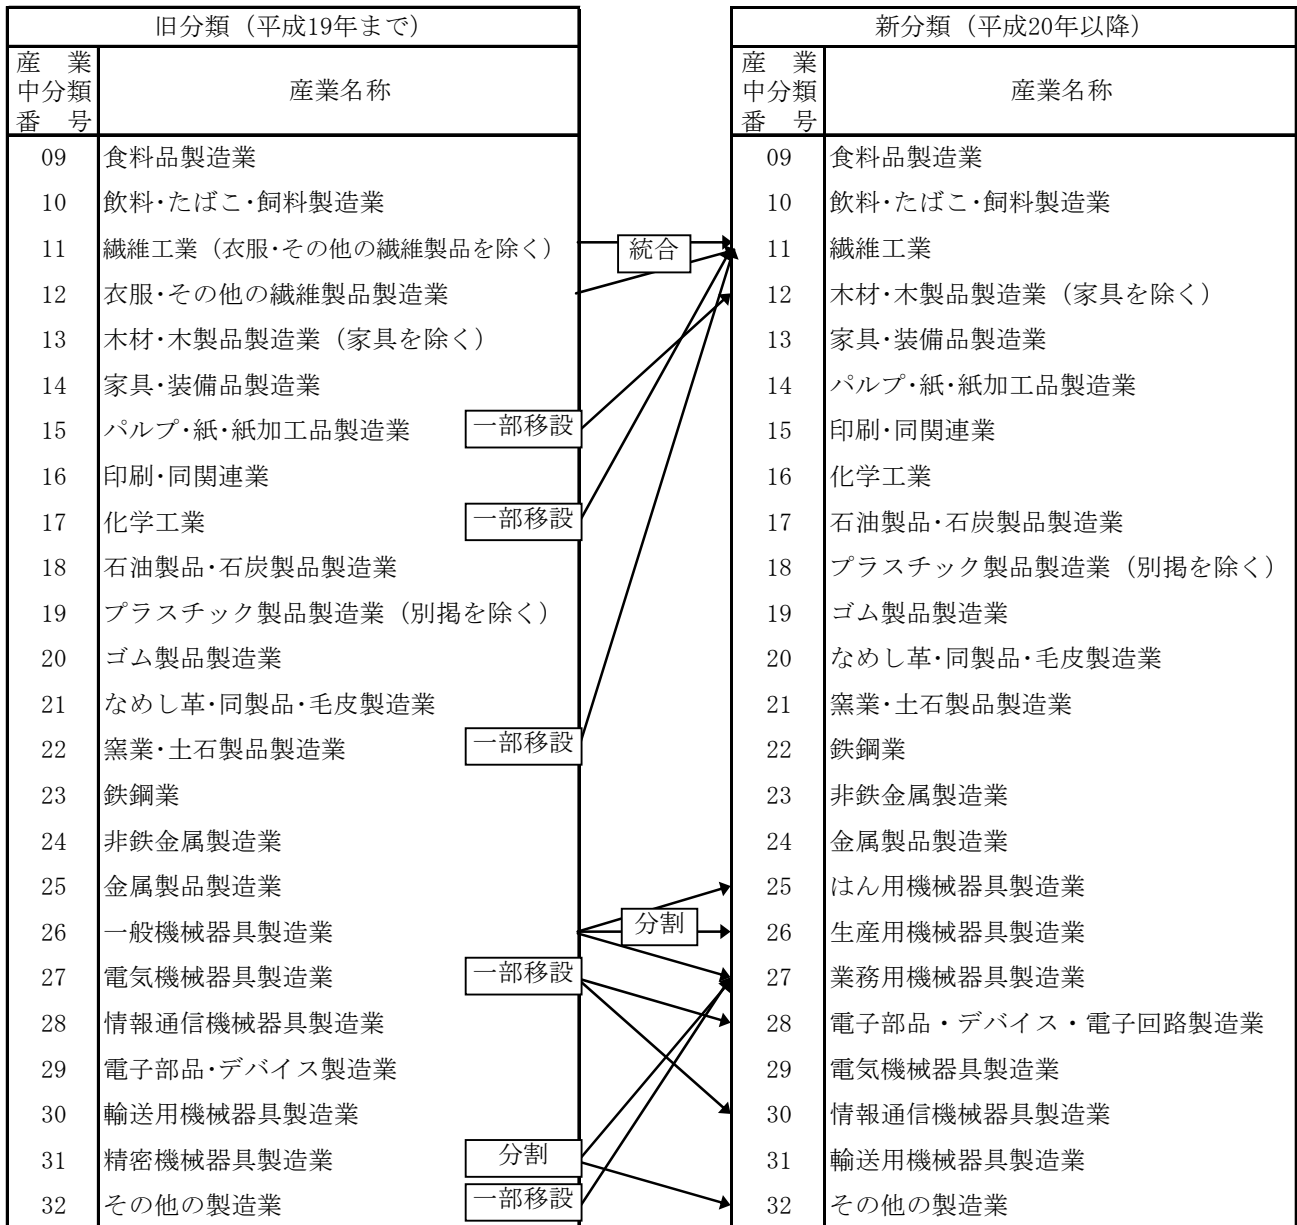 旧分類（平成19年まで）
産　業
中分類
番　号
産業名称
09 食料品製造業
10 飲料・たばこ・飼料製造業
11 繊維工業（衣服・その他の繊維製品を除く）
12 衣服・その他の繊維製品製造業
13 木材・木製品製造業（家具を除く）
14 家具・装備品製造業
15 パルプ・紙・紙加工品製造業 一部移設
16 印刷・同関連業
17 化学工業 一部移設
18 石油製品・石炭製品製造業
19 プラスチック製品製造業（別掲を除く）
20 ゴム製品製造業
21 なめし革・同製品・毛皮製造業
22 窯業・土石製品製造業 一部移設
23 鉄鋼業
24 非鉄金属製造業
25 金属製品製造業
26 一般機械器具製造業
27 電気機械器具製造業 一部移設
28 情報通信機械器具製造業
29 電子部品・デバイス製造業
30 輸送用機械器具製造業
31 精密機械器具製造業 分割
32 その他の製造業 一部移設
統合
分割
新分類（平成20年以降）
産　業
中分類
番　号
産業名称
09 食料品製造業
10 飲料・たばこ・飼料製造業
11 繊維工業
12 木材・木製品製造業（家具を除く）
13 家具・装備品製造業
14 パルプ・紙・紙加工品製造業
15 印刷・同関連業
16 化学工業
17 石油製品・石炭製品製造業
18 プラスチック製品製造業（別掲を除く）
19 ゴム製品製造業
20 なめし革・同製品・毛皮製造業
21 窯業・土石製品製造業
22 鉄鋼業
23 非鉄金属製造業
24 金属製品製造業
25 はん用機械器具製造業
26 生産用機械器具製造業
27 業務用機械器具製造業
28 電子部品・デバイス・電子回路製造業
29 電気機械器具製造業
30 情報通信機械器具製造業
31 輸送用機械器具製造業
32 その他の製造業